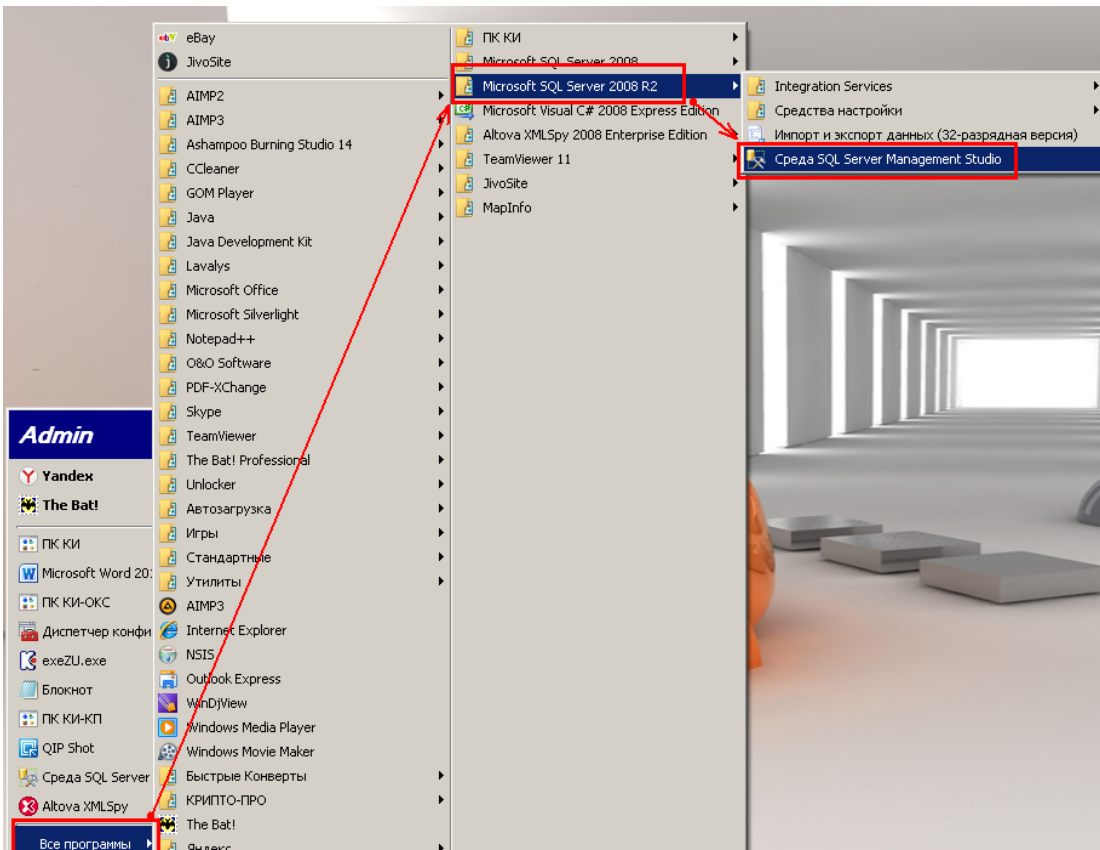 Admin
Yandex
The Bat!
ПК КИ
Microsoft Word 20
ПК КИ-ОКС
Диспетчер конфи
exeZU.exe
Блокнот
ПК КИ-КП
QIP Shot
Среда SQL Server
Altova XMLSpy
Все программы
eBay
JivoSite
AIMP2
AIMP3
Ashampoo Burning Studio 14
CCleaner
GOM Player
Java
Java Development Kit
Lavalys
Microsoft Office
Microsoft Silverlight
Notepad++
O&O Software
PDF-XChange
Skype
TeamViewer
The Bat! Professional
Unlocker
Автозагрузка
Игры
Стандартные
Утилиты
AIMP3
Internet Explorer
NSIS
Outlook Express
WinDjView
Windows Media Player
Windows Movie Maker
Быстрые Конверты
КРИПТО-ПРО
The Bat!
Яндекс
ПК КИ
Microsoft SQL Server 2008
Microsoft SQL Server 2008 R2
Microsoft Visual C# 2008 Express Edition
Altova XMLSpy 2008 Enterprise Edition
TeamViewer 11
JivoSite
MapInfo
Integration Services
Средства настройки
Импорт и экспорт данных (32-разрядная версия)
Среда SQL Server Management Studio